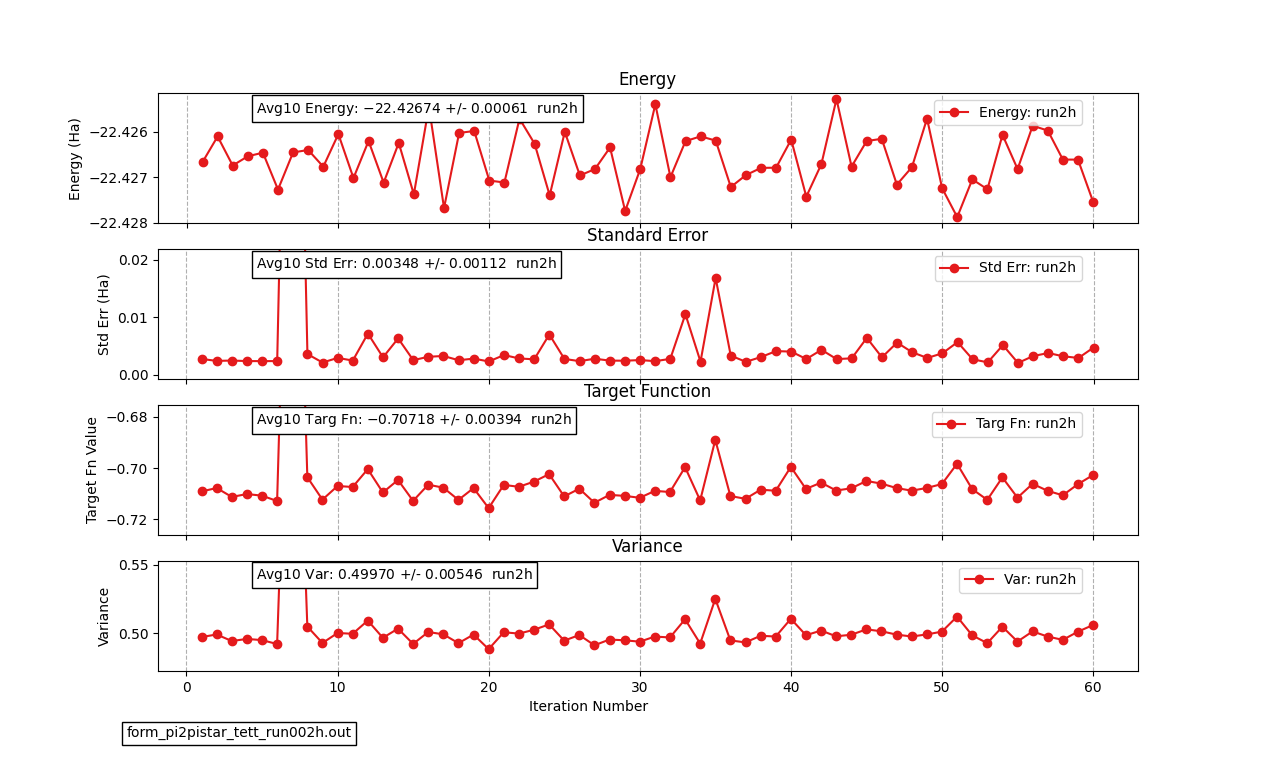 Energy
Avg10 Energy: −22.42674 +/- 0.00061 run2h
Energy: run2h
Energy (Ha)
−22.426
−22.427
−22.428
Standard Error
Avg10 Std Err: 0.00348 +/- 0.00112 run2h
Std Err: run2h
Std Err (Ha)
0.02
0.01
0.00
Target Function
Avg10 Targ Fn: −0.70718 +/- 0.00394 run2h
Targ Fn: run2h
Target Fn Value
−0.68
−0.70
−0.72
Variance
Avg10 Var: 0.49970 +/- 0.00546 run2h
Var: run2h
Variance
0.55
0.50
0 10 20 30 40 50 60
Iteration Number
form_pi2pistar_tett_run002h.out